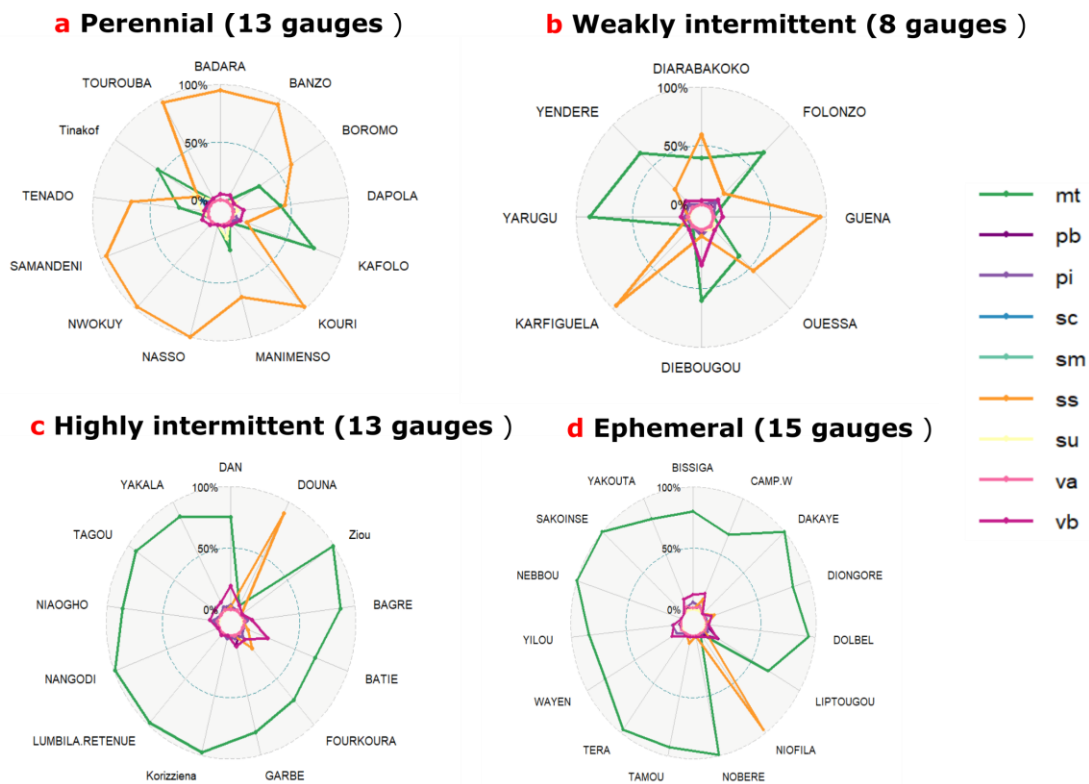 a Perennial (13 gauges )
BADARA
BANZO
BOROMO
DAPOLA
KAFOLO
KOURI
MANIMENSO
NASSO
NWOKUY
SAMANDENI
TENADO
Tinakof
TOUROUBA
100%
50%
0%
b Weakly intermittent (8 gauges )
DIARABAKOKO
FOLONZO
GUENA
OUESSA
DIEBOUGOU
KARFIGUELA
YARUGU
YENDERE
100%
50%
0%
mt
pb
pi
sc
sm
ss
su
va
vb
c Highly intermittent (13 gauges )
DAN
DOUNA
Ziou
BAGRE
BATIE
FOURKOURA
GARBE
Korizziena
LUMBILA.RETENUE
NANGODI
NIAOGHO
TAGOU
YAKALA
100%
50%
0%
d Ephemeral (15 gauges )
BISSIGA
CAMP.W
DAKAYE
DIONGORE
DOLBEL
LIPTOUGOU
NIOFILA
NOBERE
TAMOU
TERA
WAYEN
YILOU
NEBBOU
SAKOINSE
YAKOUTA
100%
50%
0%